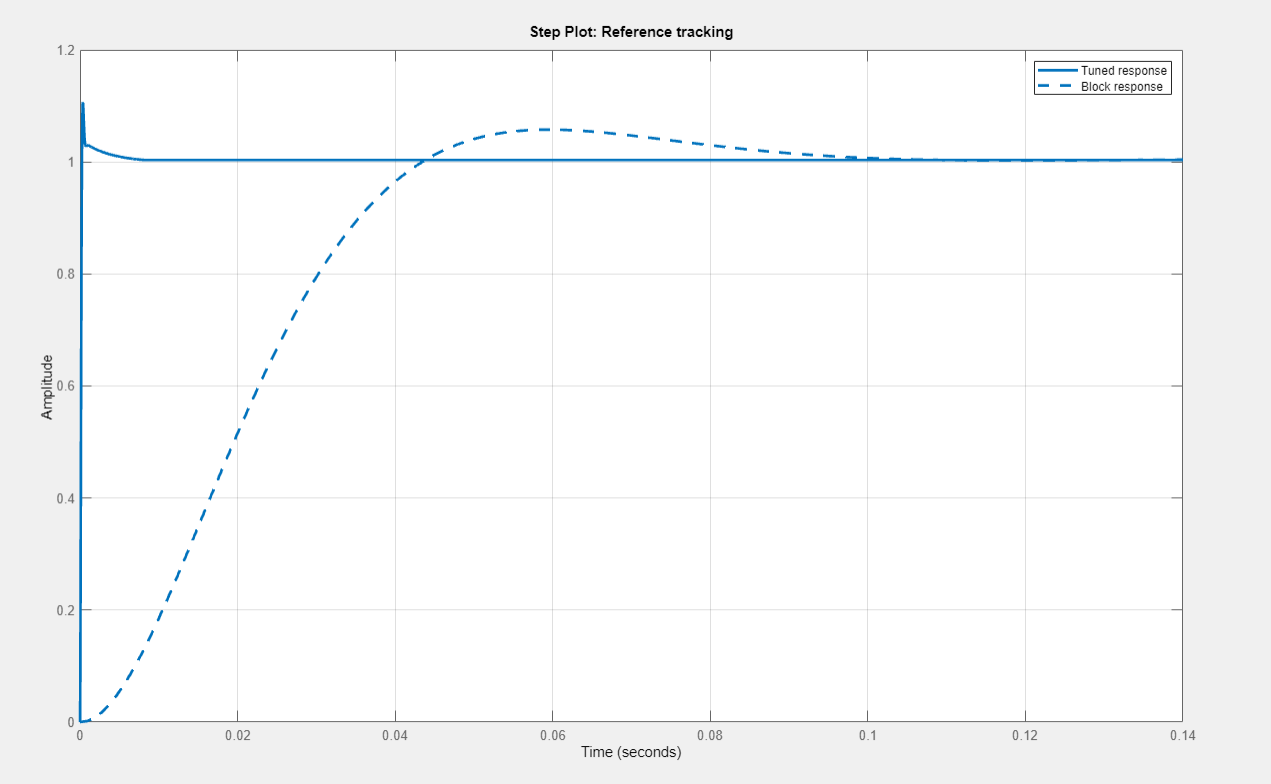 Step Plot: Reference tracking
1.2
1
0.8
0.6
0.4
0.2
0
Amplitude
Tuned response
Block response
0 0.02 0.04 0.06 0.08 0.1 0.12 0.14
Time (seconds)